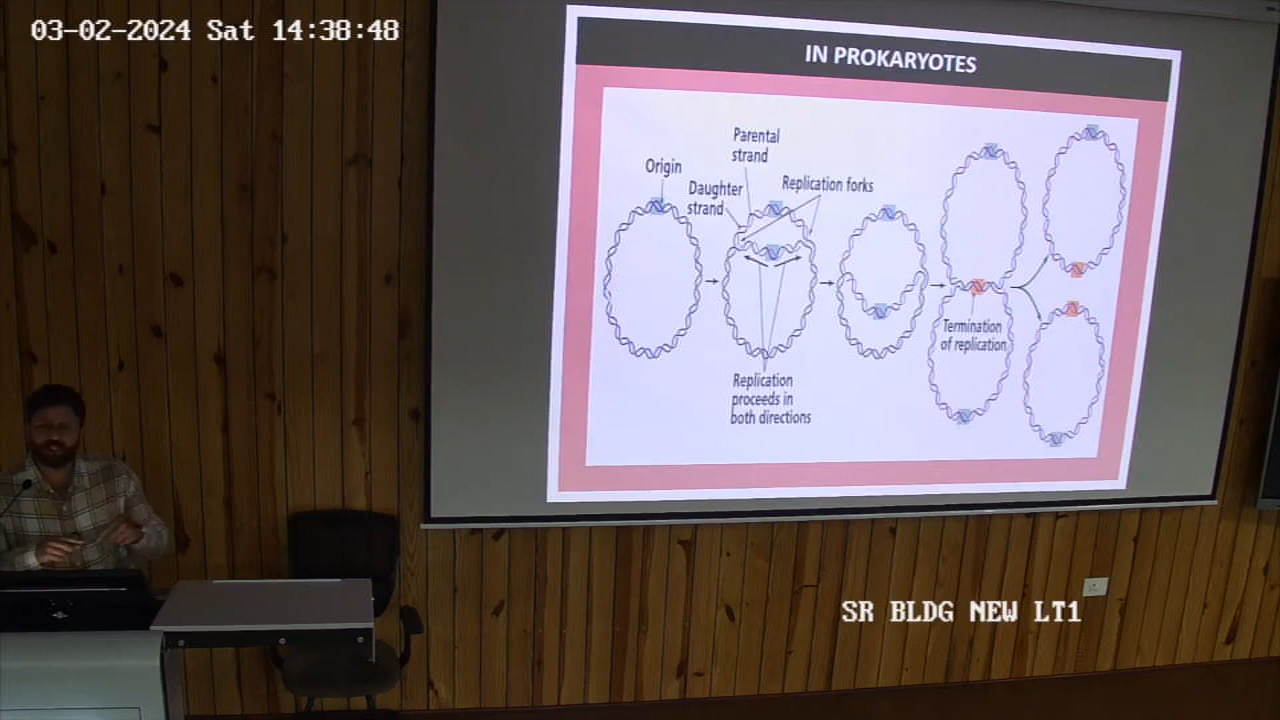 03-02-2024 Sat 14:38:48
IN PROKARYOTES
Origin
Parental
strand
Daughter
strand
Replication forks
Replication
proceeds in
both directions
Termination
of replication
SR BLDG NEW LT1